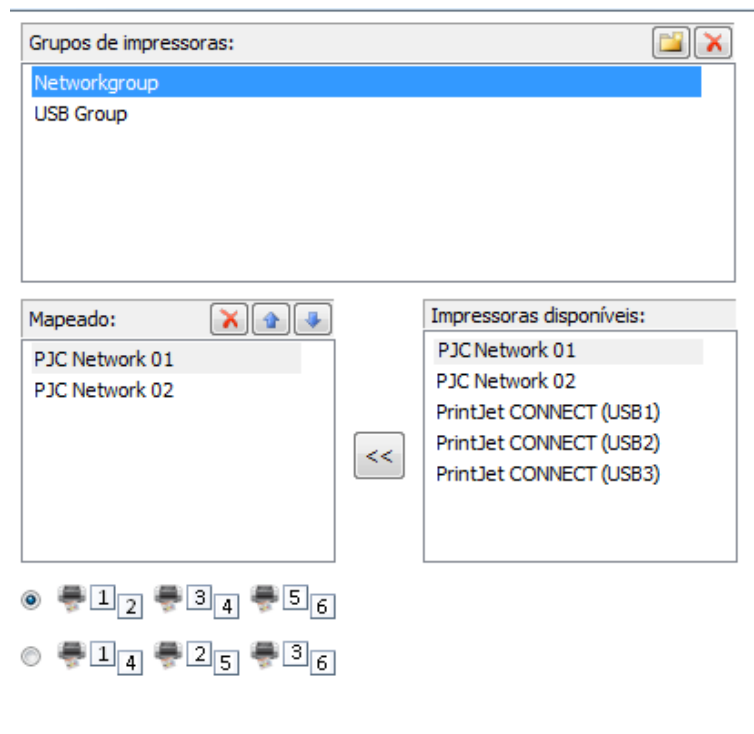 Grupos de impressoras:
Networkgroup
USB Group
Mapeado:
PJC Network 01
PJC Network 02
<<
Impressoras disponíveis:
PJC Network 01
PJC Network 02
PrintJet CONNECT (USB1)
PrintJet CONNECT (USB2)
PrintJet CONNECT (USB3)
1 2 3 4 5 6
1 4 2 5 3 6